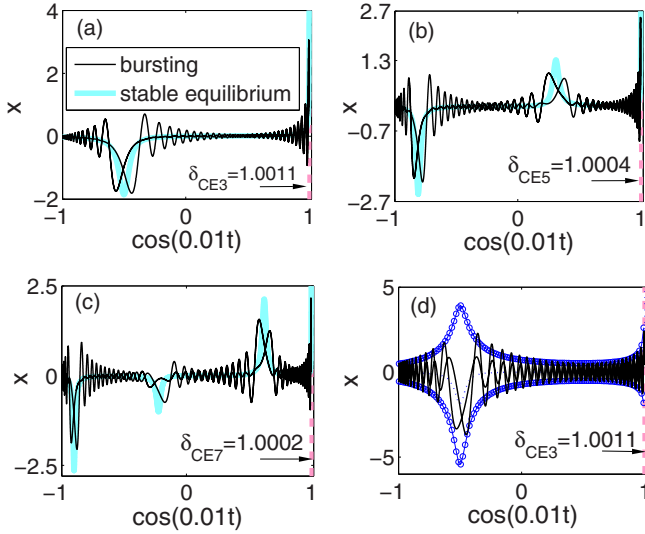 (a)
bursting
stable equilibrium
δCE3=1.0011
4
2
0
−2
x
−1
0
1
cos(0.01t)
(b)
δCE5=1.0004
2.7
1.3
−0.7
−2.7
x
−1
0
1
cos(0.01t)
(c)
δCE7=1.0002
2.5
0
−2.5
x
−1
0
1
cos(0.01t)
(d)
δCE3=1.0011
5
0
−5
x
−1
0
1
cos(0.01t)